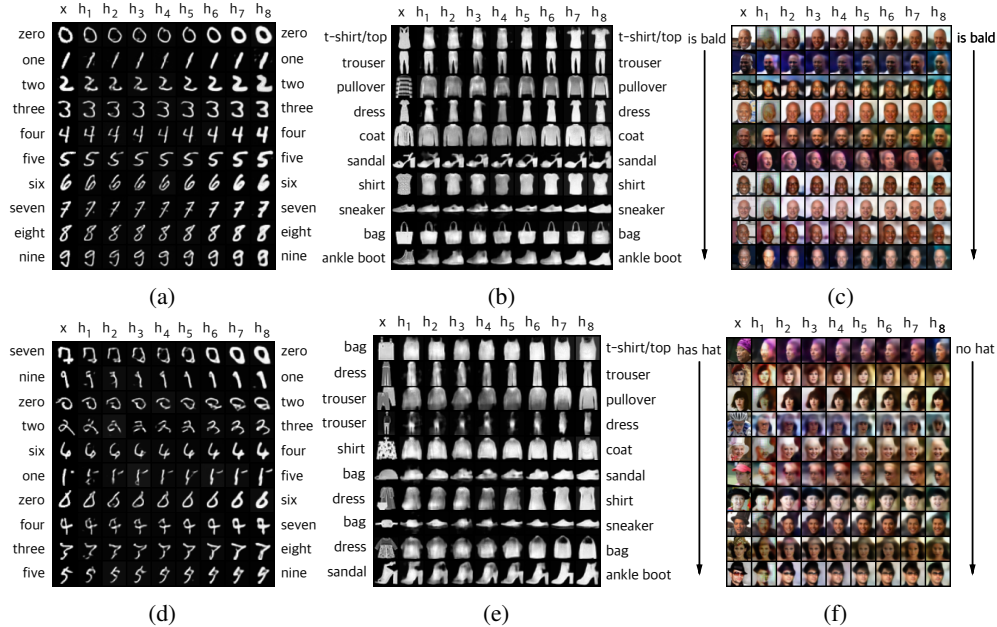 x h1 h2 h3 h4 h5 h6 h7 h8
zero zero
one one
two two
three three
four four
five five
six six
seven seven
eight eight
nine nine
(a)
x h1 h2 h3 h4 h5 h6 h7 h8
t-shirt/top t-shirt/top
trouser trouser
pullover pullover
dress dress
coat coat
sandal sandal
shirt shirt
sneaker sneaker
bag bag
ankle boot ankle boot
(b)
x h1 h2 h3 h4 h5 h6 h7 h8
is bald is bald
(c)
x h1 h2 h3 h4 h5 h6 h7 h8
seven zero
nine one
zero two
two three
six four
one five
zero six
four seven
three eight
five nine
(d)
x h1 h2 h3 h4 h5 h6 h7 h8
bag t-shirt/top
dress trouser
trouser pullover
trouser dress
shirt coat
bag sandal
dress shirt
bag sneaker
dress bag
sandal ankle boot
(e)
x h1 h2 h3 h4 h5 h6 h7 h8
has hat no hat
(f)